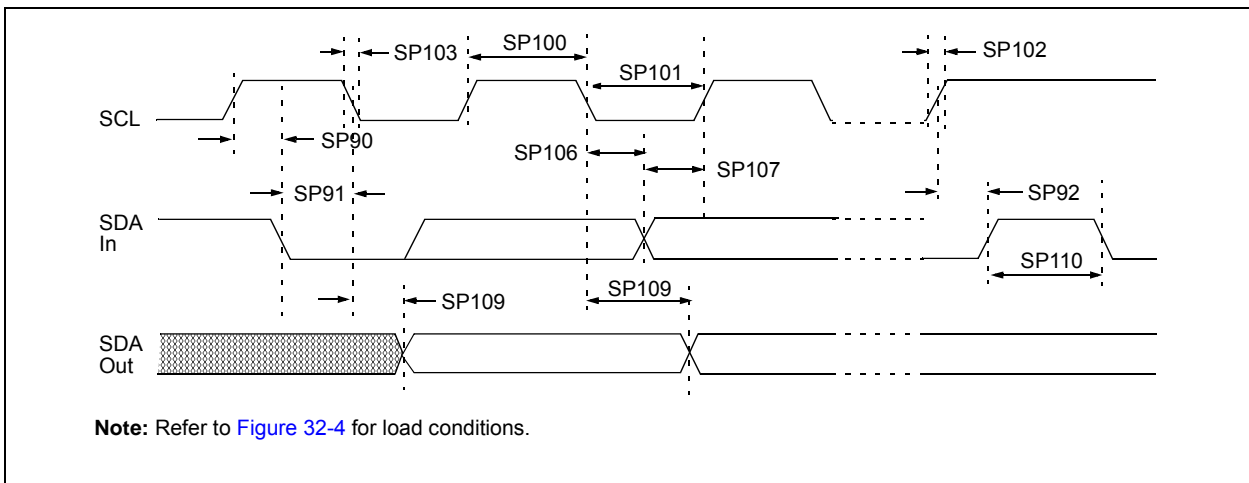 SP103
SP100
SP101
SP102
SCL
SP90
SP106
SP107
SP91
SP92
SDA
In
SP110
SP109
SP109
SDA
Out
Note: Refer to Figure 32-4 for load conditions.